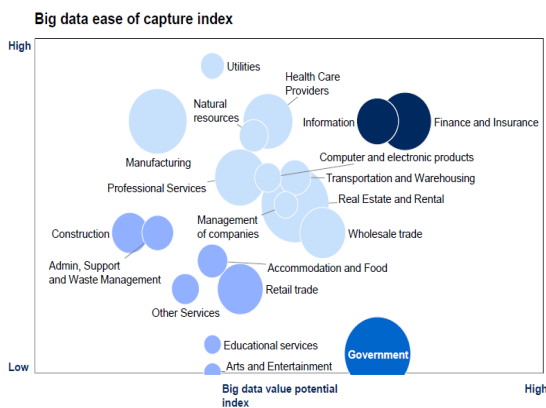 Big data ease of capture index
High
Utilities
Health Care
Providers
Natural
resources
Information
Finance and Insurance
Manufacturing
Computer and electronic products
Professional Services
Transportation and Warehousing
Real Estate and Rental
Management
of companies
Construction
Wholesale trade
Admin, Support
and Waste Management
Accommodation and Food
Retail trade
Other Services
Educational services
Government
Arts and Entertainment
Low
Big data value potential
index
High